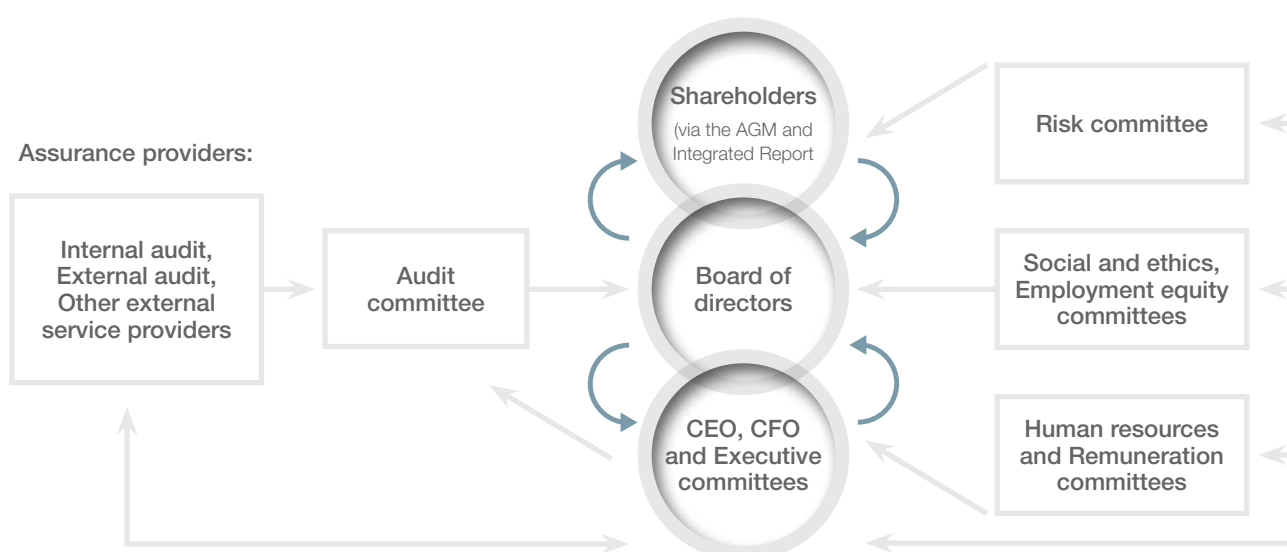 Assurance providers:
Internal audit,
External audit,
Other external
service providers
Audit
committee
Shareholders
(via the AGM and
Integrated Report
Board of
directors
CEO, CFO
and Executive
committees
Risk committee
Social and ethics,
Employment equity
committees
Human resources
and Remuneration
committees